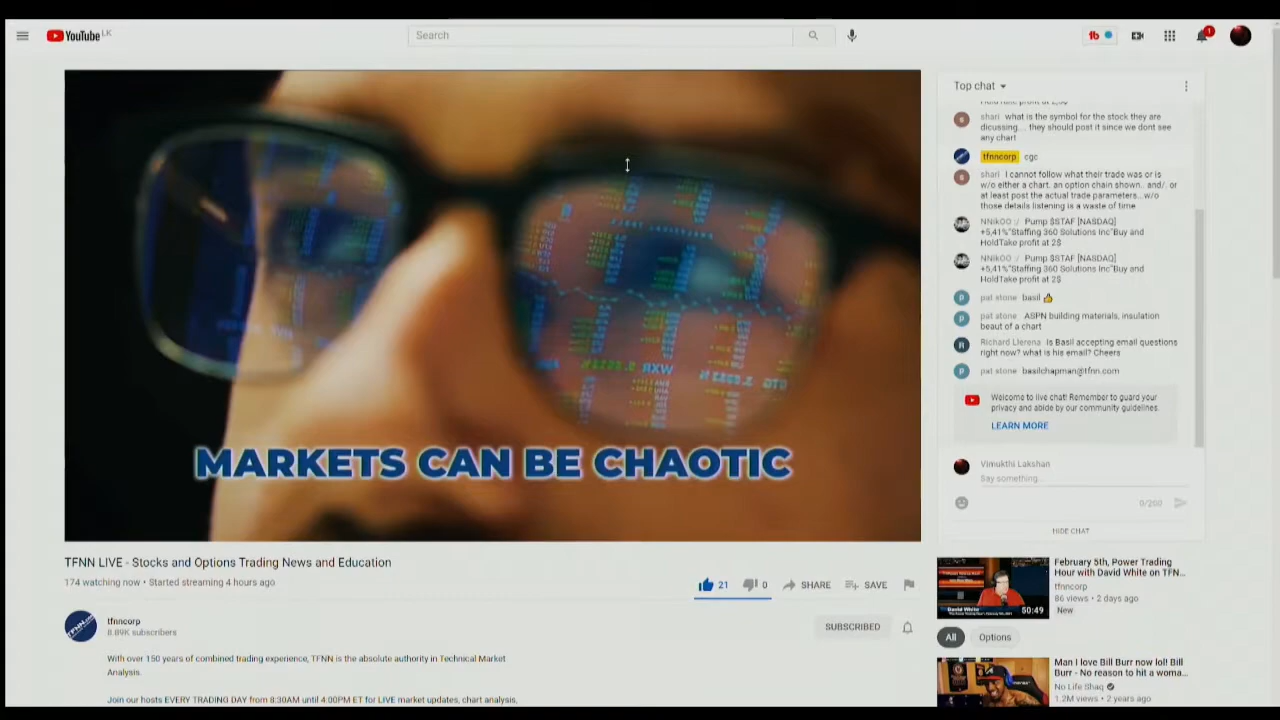 YouTube LK
Search
1
Top chat
shari what is the symbol for the stock they are
dicussing.... they should post it since we dont see
any chart
tfnncorp cgc
shari I cannot follow what their trade was or is
w/o either a chart, an option chain shown.. and/. or
at least post the actual trade parameters...w/o
those details listening is a waste of time
NNikOO :/ Pump $STAF [NASDAQ]
+5,41%"Staffing 360 Solutions Inc"Buy and
HoldTake profit at 2$
NNikOO :/ Pump $STAF [NASDAQ]
+5,41%"Staffing 360 Solutions Inc"Buy and
HoldTake profit at 2$
pat stone basil 👍
pat stone ASPN building materials, insulation
beaut of a chart
Richard Llerena Is Basil accepting email questions
right now? what is his email? Cheers
pat stone basilchapman@tfnn.com
Welcome to live chat! Remember to guard your
privacy and abide by our community guidelines.
LEARN MORE
Vimukthi Lakshan
Say something...
0/200
HIDE CHAT
MARKETS CAN BE CHAOTIC
TFNN LIVE - Stocks and Options Trading News and Education
174 watching now • Started streaming 4 hours ago
21 0 SHARE SAVE
tfnncorp
8.89K subscribers
SUBSCRIBED
With over 150 years of combined trading experience, TFNN is the absolute authority in Technical Market
Analysis.
Join our hosts EVERY TRADING DAY from 8:30AM until 4:00PM ET for LIVE market updates, chart analysis,
February 5th, Power Trading
Hour with David White on TFN...
tfnncorp
86 views • 2 days ago
New
David White
50:49
All Options
Man I love Bill Burr now lol! Bill
Burr - No reason to hit a woma...
No Life Shaq
1.2M views • 2 years ago